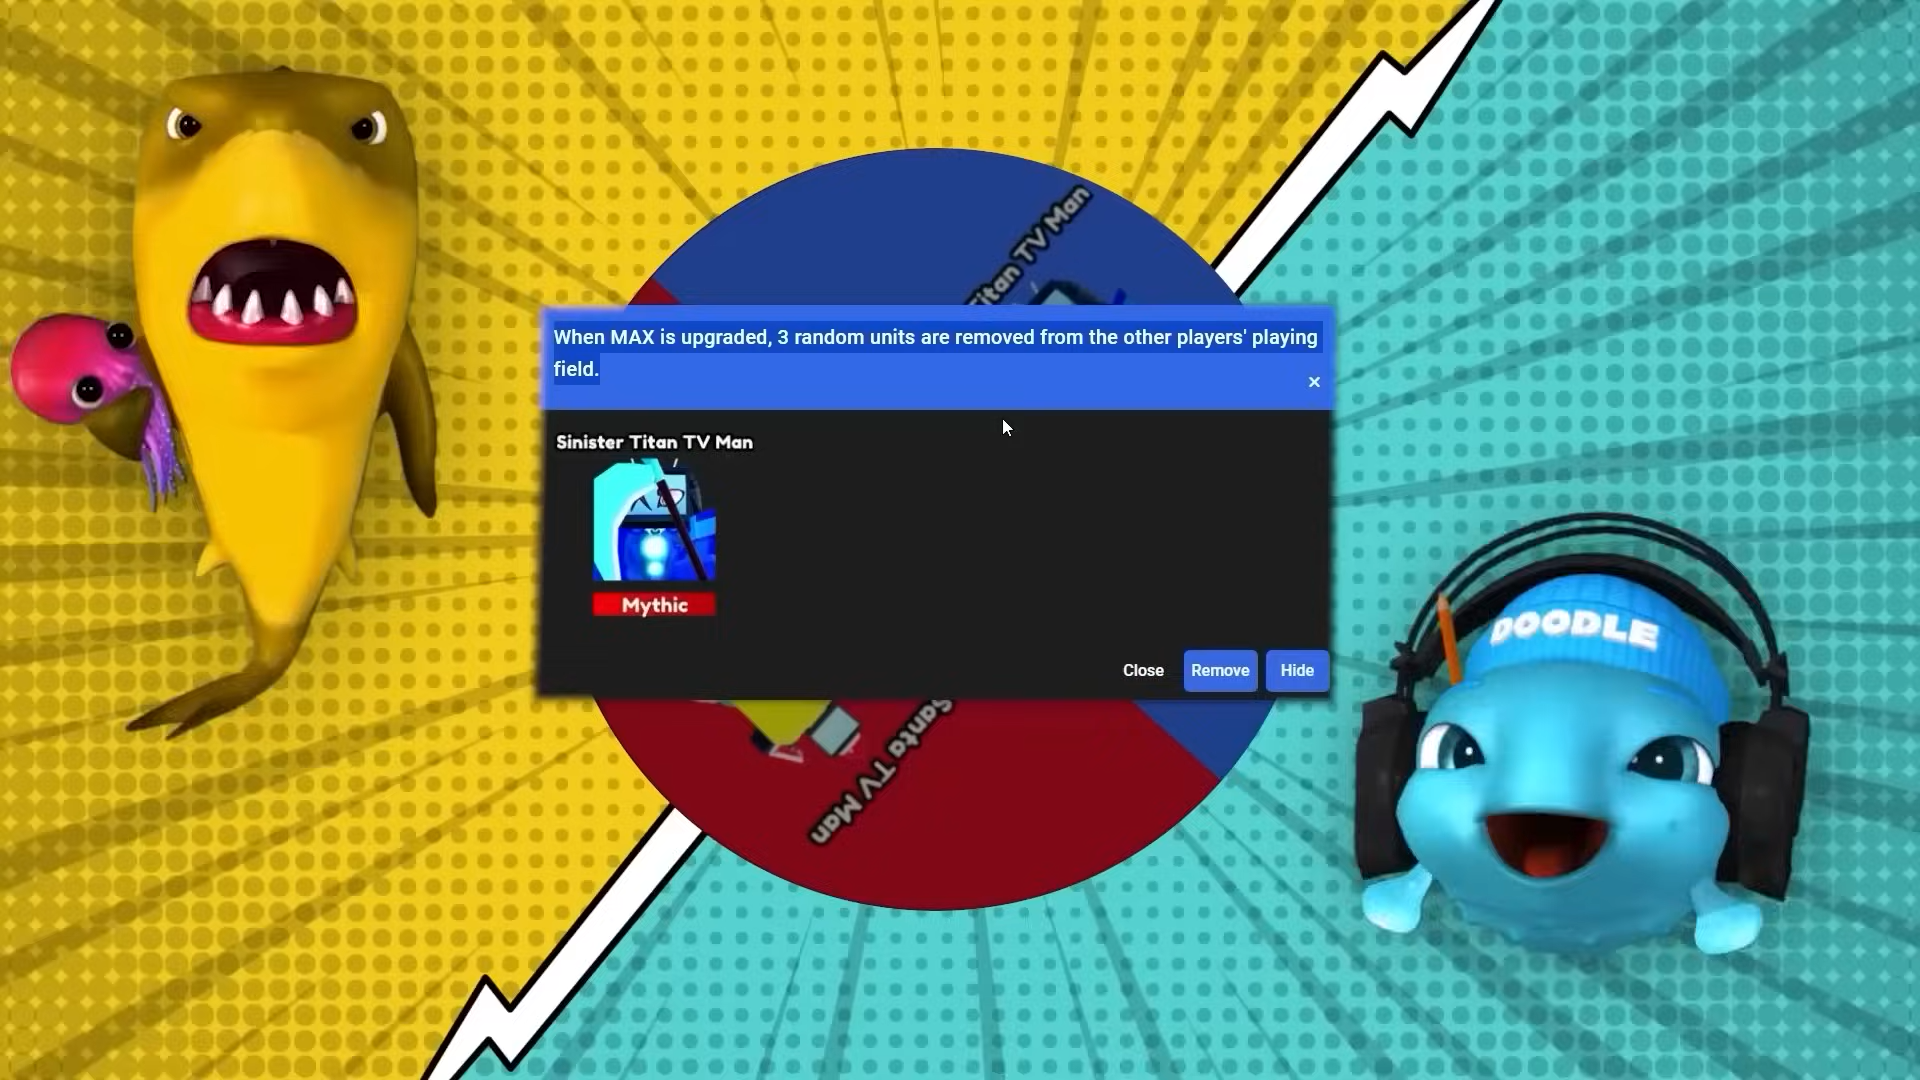 Titan TV Man
When MAX is upgraded, 3 random units are removed from the other players' playing
field.
×
Sinister Titan TV Man
Mythic
Close Remove Hide
DOODLE
Santa TV Man